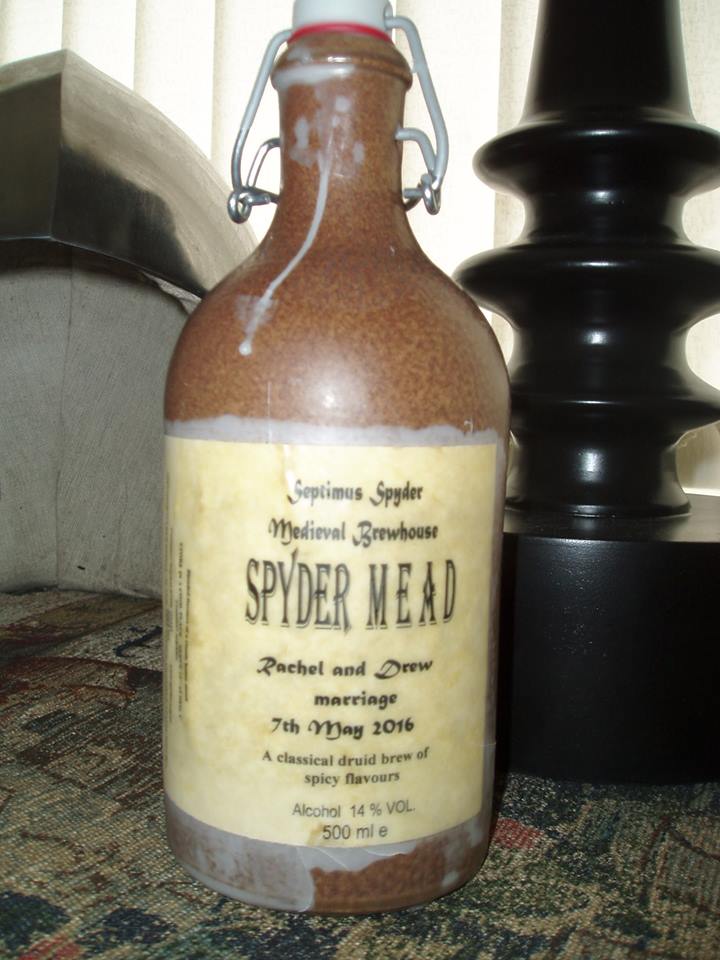 Septimus Spyder
Medieval Brewhouse
SPYDER MEAD
Rachel and Drew
marriage
7th May 2016
A classical druid brew of
spicy flavours
Alcohol 14 % VOL.
500 ml e